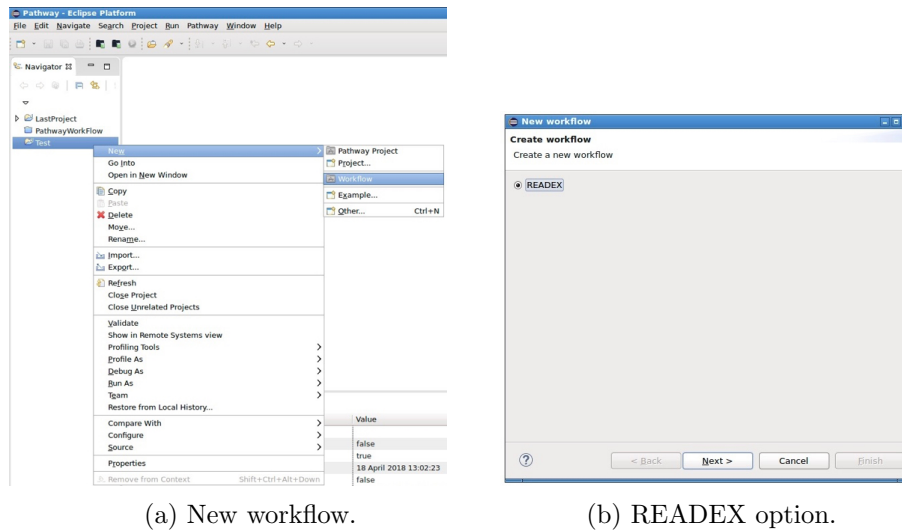 Pathway - Eclipse Platform
File Edit Navigate Search Project Run Pathway Window Help
Navigator
LastProject
PathwayWorkFlow
Test
New
Go Into
Open in New Window
Copy
Paste
Delete
Move...
Rename...
Import...
Export...
Refresh
Close Project
Close Unrelated Projects
Validate
Show in Remote Systems view
Profiling Tools
Profile As
Debug As
Run As
Team
Restore from Local History...
Compare With
Configure
Source
Properties
Remove from Context Shift+Ctrl+Alt+Down
Pathway Project
Project...
Workflow
Example...
Other... Ctrl+N
Value
false
true
18 April 2018 13:02:23
false
(a) New workflow.
New workflow
Create workflow
Create a new workflow
READEX
< Back Next > Cancel Finish
(b) READEX option.